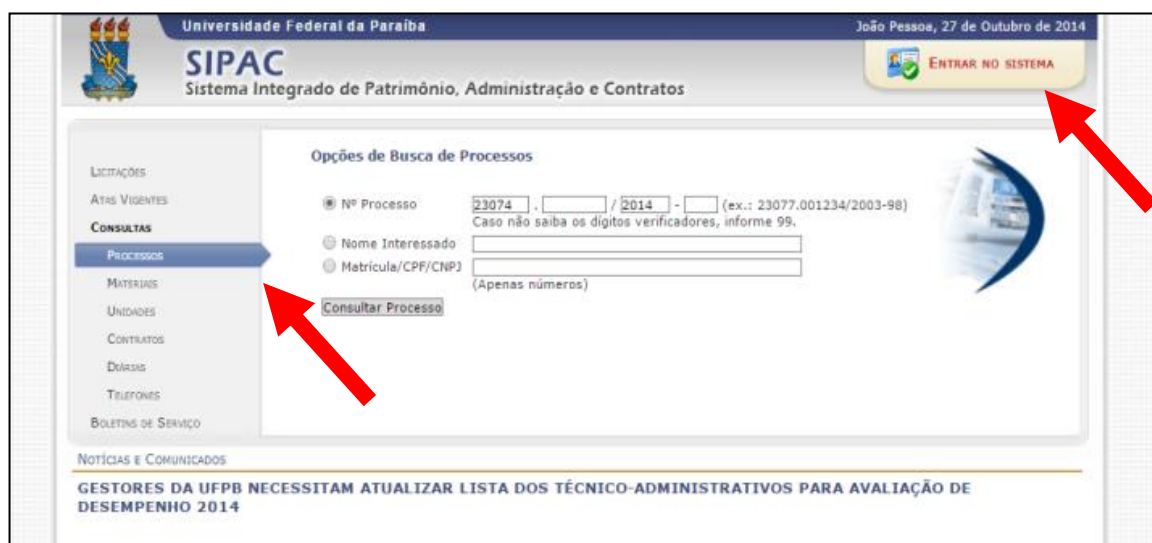 Universidade Federal da Paraíba
João Pessoa, 27 de Outubro de 2014
SIPAC
Sistema Integrado de Patrimônio, Administração e Contratos
ENTRAR NO SISTEMA
LICITAÇÕES
ATAS VIGENTES
CONSULTAS
PROCESSOS
MATERIAIS
UNIDADES
CONTRATOS
DIÁRIAS
TELEFONES
BOLETINS DE SERVIÇO
Opções de Busca de Processos
Nº Processo 23074 . / 2014 - (ex.: 23077.001234/2003-98)
Caso não saiba os dígitos verificadores, informe 99.
Nome Interessado
Matrícula/CPF/CNPJ
(Apenas números)
Consultar Processo
NOTÍCIAS E COMUNICADOS
GESTORES DA UFPB NECESSITAM ATUALIZAR LISTA DOS TÉCNICO-ADMINISTRATIVOS PARA AVALIAÇÃO DE
DESEMPENHO 2014